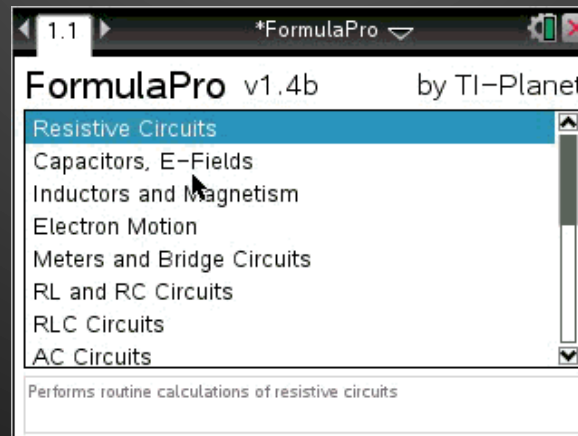 1.1
*FormulaPro
FormulaPro v1.4b by TI-Planet
Resistive Circuits
Capacitors, E-Fields
Inductors and Magnetism
Electron Motion
Meters and Bridge Circuits
RL and RC Circuits
RLC Circuits
AC Circuits
Performs routine calculations of resistive circuits